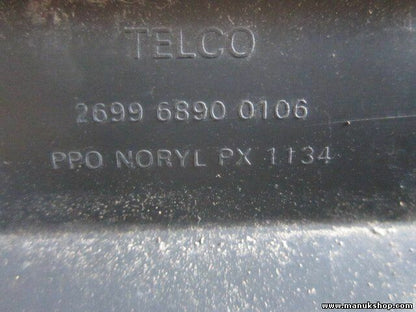 TELCO
2699 6890 0106
PPO NORYL PX 1134
www.manukshop.com